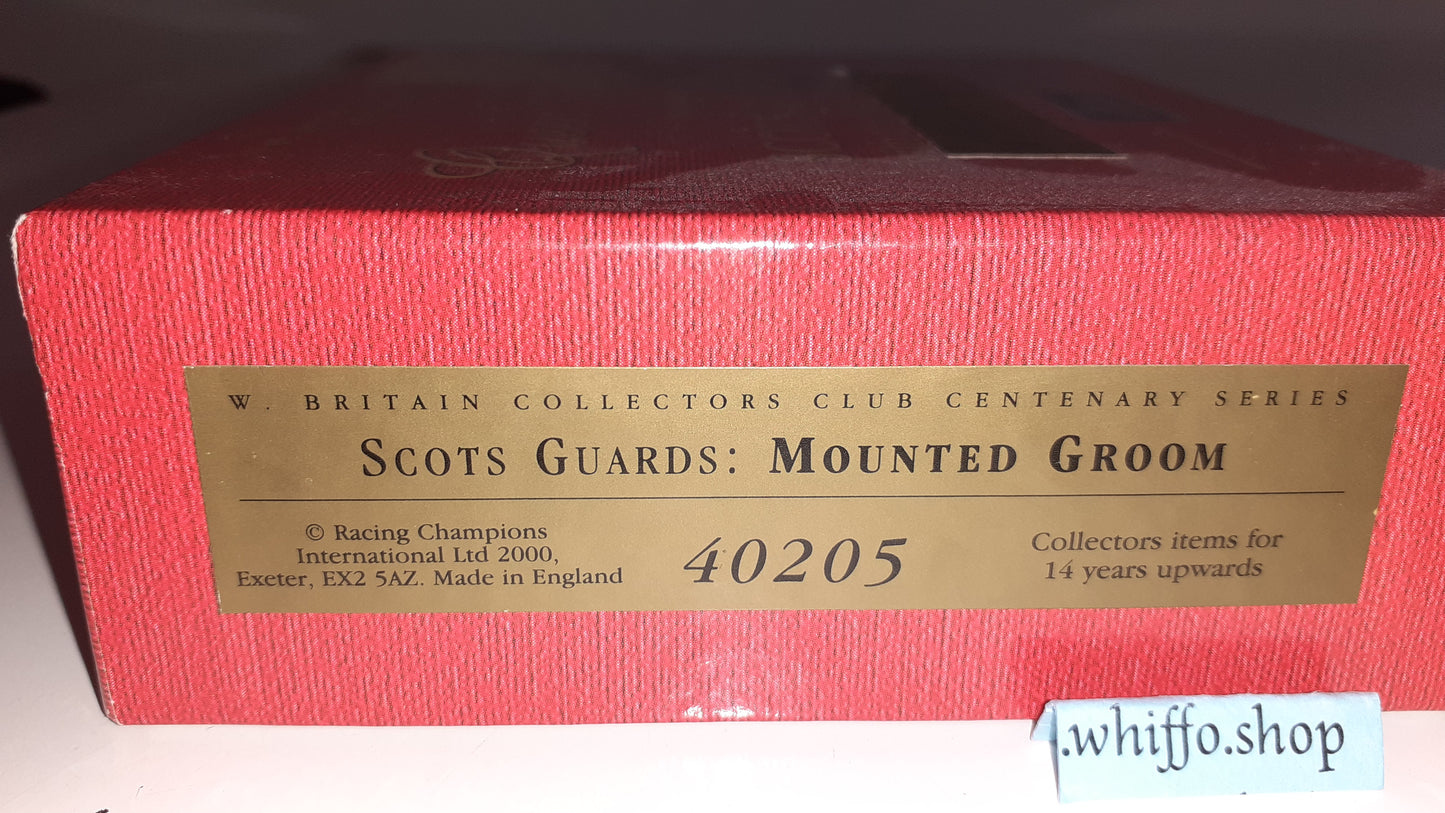 W. BRITAIN COLLECTORS CLUB CENTENARY SERIES
SCOTS GUARDS: MOUNTED GROOM
© Racing Champions
International Ltd 2000,
Exeter, EX2 5AZ. Made in England
40205
Collectors items for
14 years upwards
.whiffo.shop